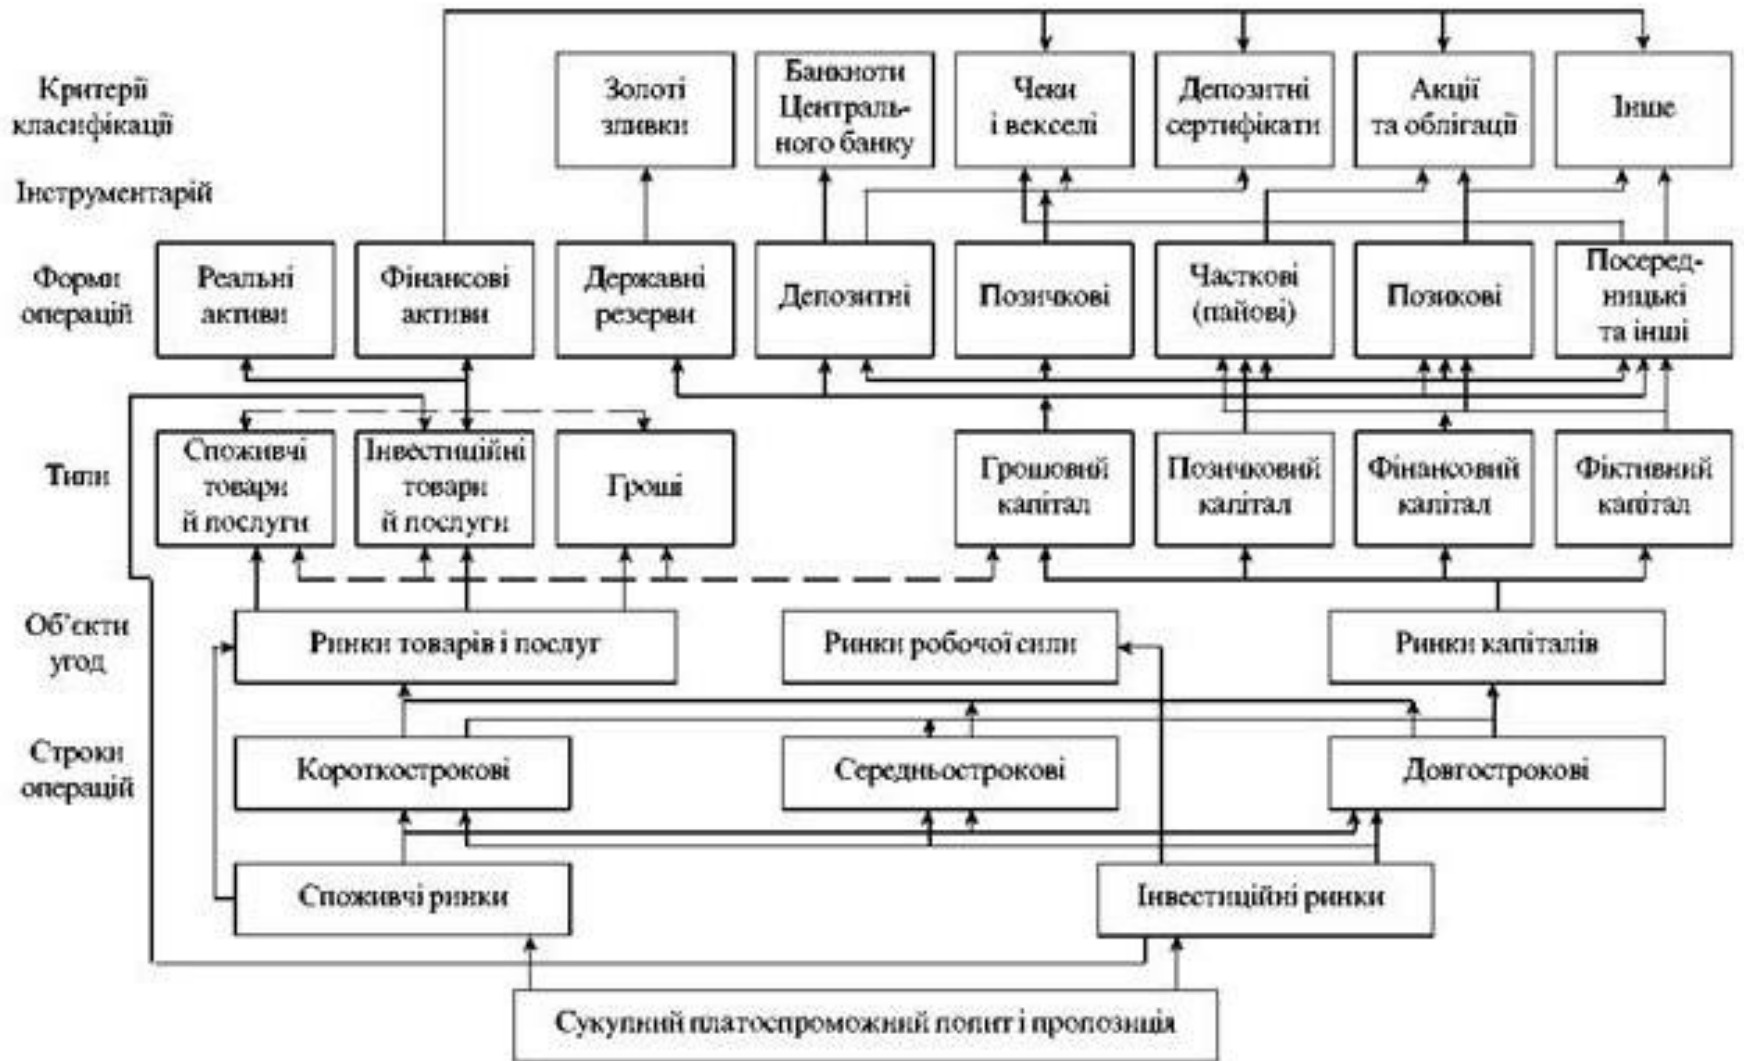 Критерії
класифікації
Золоті
зливки
Банкноти
Централь-
ного банку
Чеки
і векселі
Депозитні
сертифікати
Акції
та облігації
Інше
Інструментарій
Форми
операцій
Реальні
активи
Фінансові
активи
Державні
резерви
Депозитні
Позичкові
Часткові
(пайові)
Позикові
Посеред-
ницькі
та інші
Типи
Споживчі
товари
й послуги
Інвестиційні
товари
й послуги
Гроші
Грошовий
капітал
Позичковий
капітал
Фінансовий
капітал
Фіктивний
капітал
Об’єкти
угод
Ринки товарів і послуг
Ринки робочої сили
Ринки капіталів
Строки
операцій
Короткострокові
Середньострокові
Довгострокові
Споживчі ринки
Інвестиційні ринки
Сукупний платоспроможний попит і пропозиція